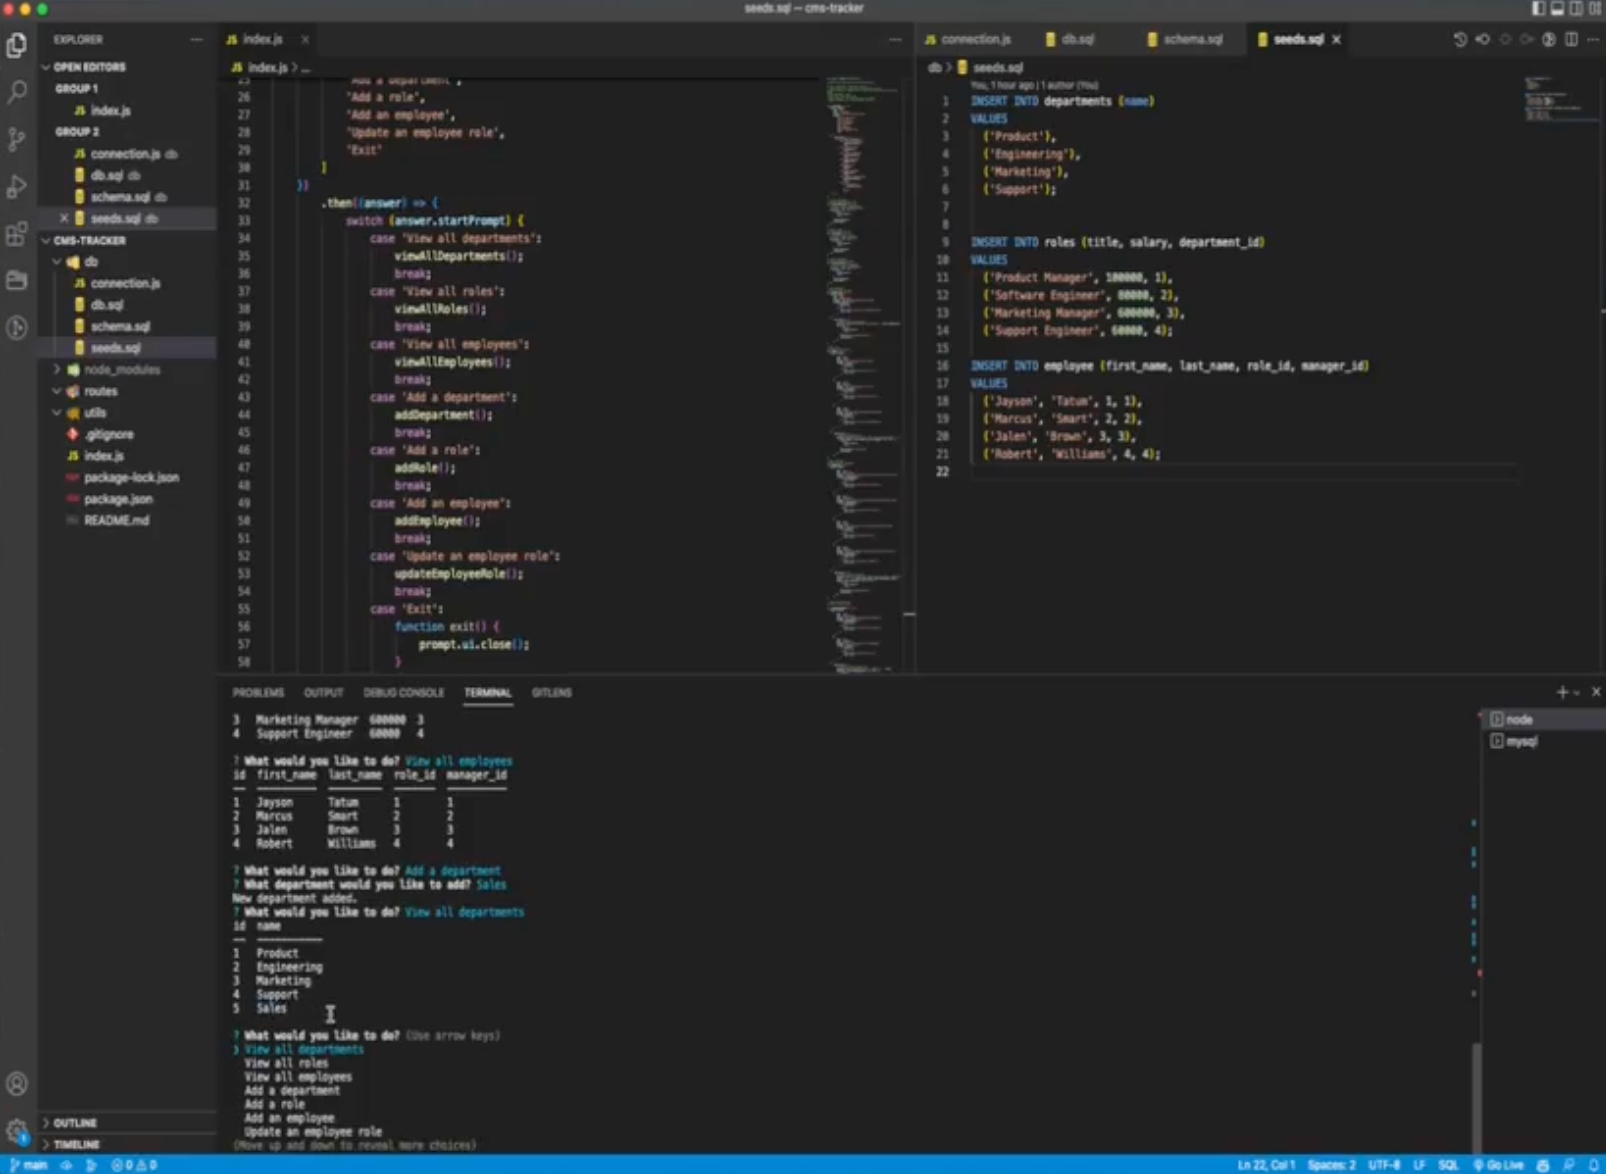 seeds.sql — cms-tracker
EXPLORER
OPEN EDITORS
GROUP 1
JS index.js
GROUP 2
JS connection.js db
db.sql db
schema.sql db
seeds.sql db
CMS-TRACKER
db
JS connection.js
db.sql
schema.sql
seeds.sql
node_modules
routes
utils
.gitignore
JS index.js
package-lock.json
package.json
README.md
OUTLINE
TIMELINE
JS index.js
JS index.js > ...
25 'Add a department',
26 'Add a role',
27 'Add an employee',
28 'Update an employee role',
29 'Exit'
30 ]
31 })
32 .then((answer) => {
33 switch (answer.startPrompt) {
34 case 'View all departments':
35 viewAllDepartments();
36 break;
37 case 'View all roles':
38 viewAllRoles();
39 break;
40 case 'View all employees':
41 viewAllEmployees();
42 break;
43 case 'Add a department':
44 addDepartment();
45 break;
46 case 'Add a role':
47 addRole();
48 break;
49 case 'Add an employee':
50 addEmployee();
51 break;
52 case 'Update an employee role':
53 updateEmployeeRole();
54 break;
55 case 'Exit':
56 function exit() {
57 prompt.ui.close();
58 }
JS connection.js db.sql schema.sql seeds.sql
db > seeds.sql
You, 1 hour ago | 1 author (You)
1 INSERT INTO departments (name)
2 VALUES
3 ('Product'),
4 ('Engineering'),
5 ('Marketing'),
6 ('Support');
7
8
9 INSERT INTO roles (title, salary, department_id)
10 VALUES
11 ('Product Manager', 100000, 1),
12 ('Software Engineer', 80000, 2),
13 ('Marketing Manager', 600000, 3),
14 ('Support Engineer', 60000, 4);
15
16 INSERT INTO employee (first_name, last_name, role_id, manager_id)
17 VALUES
18 ('Jayson', 'Tatum', 1, 1),
19 ('Marcus', 'Smart', 2, 2),
20 ('Jalen', 'Brown', 3, 3),
21 ('Robert', 'Williams', 4, 4);
22
PROBLEMS OUTPUT DEBUG CONSOLE TERMINAL GITLENS
node
mysql
3 Marketing Manager 600000 3
4 Support Engineer 60000 4
? What would you like to do? View all employees
id first_name last_name role_id manager_id
1 Jayson Tatum 1 1
2 Marcus Smart 2 2
3 Jalen Brown 3 3
4 Robert Williams 4 4
? What would you like to do? Add a department
? What department would you like to add? Sales
New department added.
? What would you like to do? View all departments
id name
1 Product
2 Engineering
3 Marketing
4 Support
5 Sales
? What would you like to do? (Use arrow keys)
❯ View all departments
View all roles
View all employees
Add a department
Add a role
Add an employee
Update an employee role
(Move up and down to reveal more choices)
main 0 0 Ln 22, Col 1 Spaces: 2 UTF-8 LF SQL Go Live